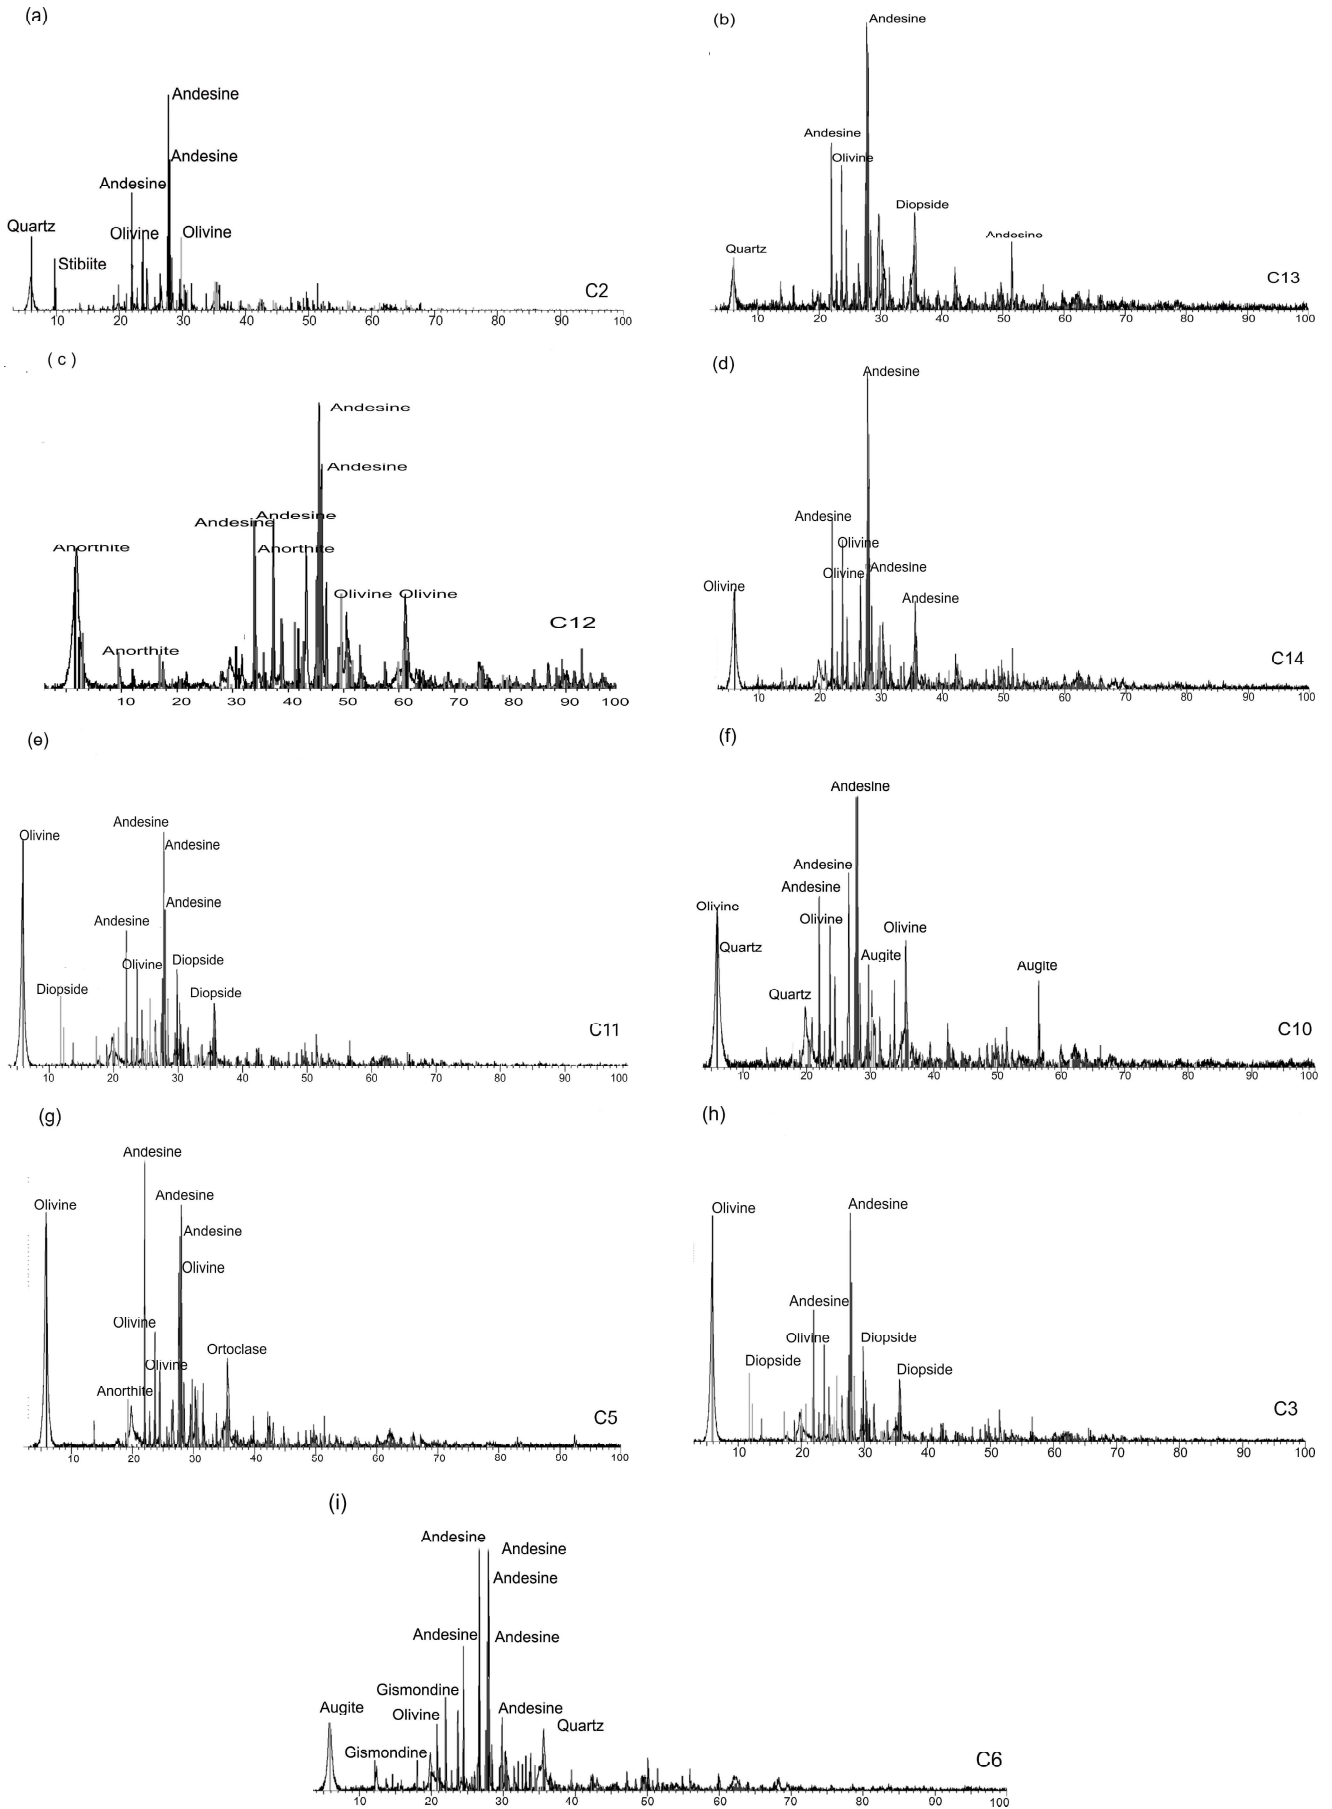 (a)
Andesine
Andesine
Andesine
Quartz
Olivine
Olivine
Stibiite
C2
10 20 30 40 50 60 70 80 90 100
(b)
Andesine
Andesine
Olivine
Diopside
Andesine
Quartz
C13
10 20 30 40 50 60 70 80 90 100
( c )
Andesine
Andesine
Andesine
Andesine
Anorthite
Anorthite
Olivine
Olivine
Anorthite
C12
10 20 30 40 50 60 70 80 90 100
(d)
Andesine
Andesine
Olivine
Olivine
Andesine
Olivine
Andesine
C14
10 20 30 40 50 60 70 80 90 100
(e)
Olivine
Andesine
Andesine
Andesine
Andesine
Olivine
Diopside
Diopside
Diopside
C11
10 20 30 40 50 60 70 80 90 100
(f)
Andesine
Andesine
Andesine
Olivine
Olivine
Olivine
Quartz
Augite
Augite
Quartz
C10
10 20 30 40 50 60 70 80 90 100
(g)
Andesine
Olivine
Andesine
Andesine
Olivine
Olivine
Olivine
Ortoclase
Anorthite
C5
10 20 30 40 50 60 70 80 00 100
(h)
Olivine
Andesine
Andesine
Olivine
Diopside
Diopside
Diopside
C3
10 20 30 40 50 60 70 80 90 100
(i)
Andesine
Andesine
Andesine
Andesine
Andesine
Gismondine
Augite
Olivine
Andesine
Quartz
Gismondine
C6
10 20 30 40 50 60 70 80 00 100